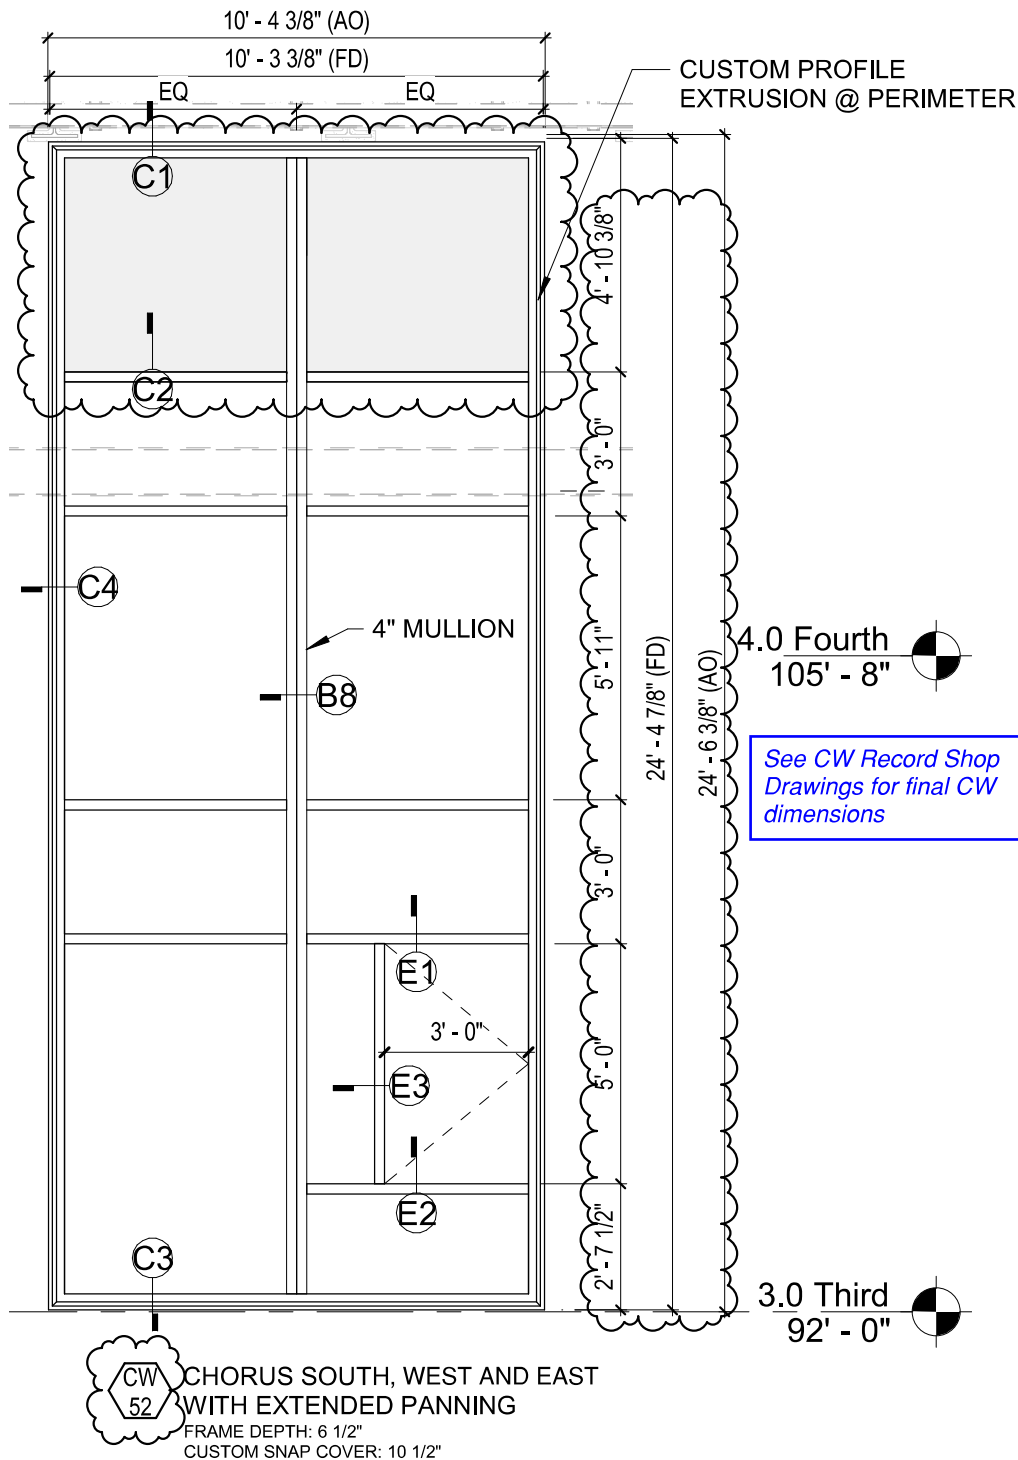 10' - 4 3/8" (AO)
10' - 3 3/8" (FD)
EQ
EQ
CUSTOM PROFILE
EXTRUSION @ PERIMETER
C1
4' - 10 3/8"
C2
3' - 0"
C4
4" MULLION
5' - 11"
24' - 4 7/8" (FD)
24' - 6 3/8" (AO)
4.0 Fourth
105' - 8"
B8
See CW Record Shop
Drawings for final CW
dimensions
3' - 0"
E1
3' - 0"
E3
5' - 0"
E2
2' - 7 1/2"
C3
3.0 Third
92' - 0"
CW
52
CHORUS SOUTH, WEST AND EAST
WITH EXTENDED PANNING
FRAME DEPTH: 6 1/2"
CUSTOM SNAP COVER: 10 1/2"